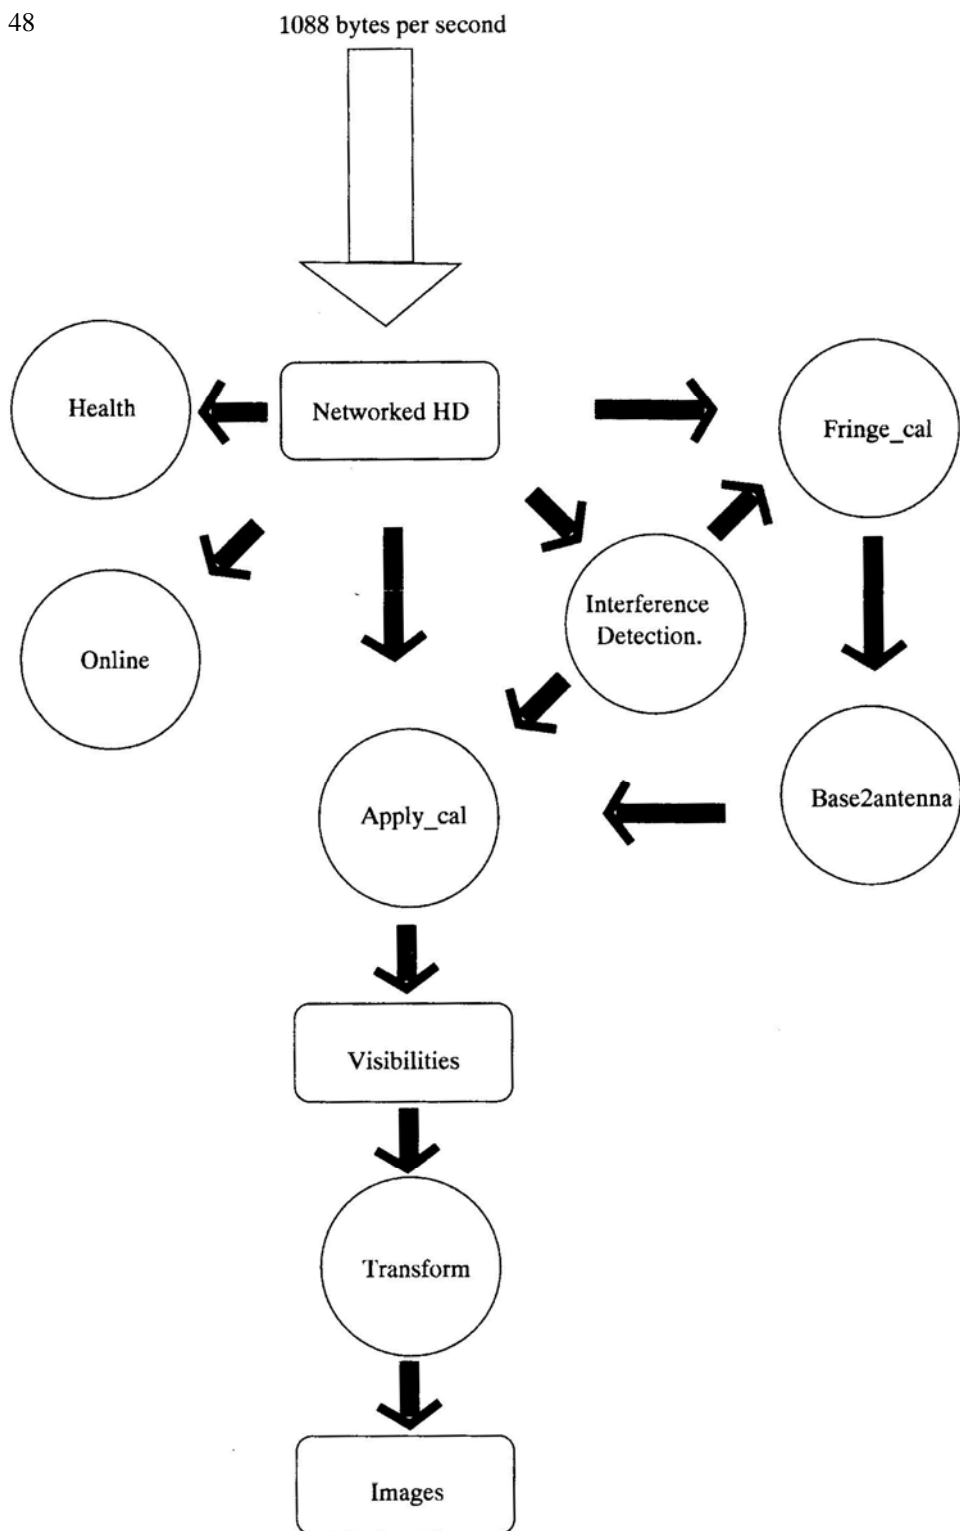 48
1088 bytes per second
Health
Networked HD
Fringe_cal
Interference
Detection.
Online
Base2antenna
Apply_cal
Visibilities
Transform
Images